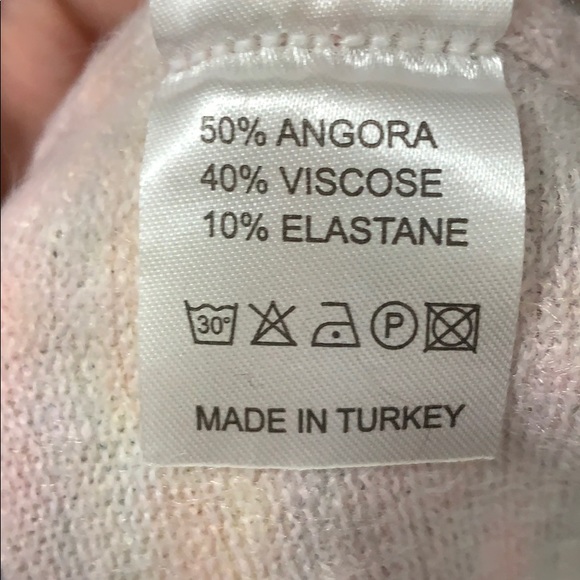 50% ANGORA
40% VISCOSE
10% ELASTANE
30° P
MADE IN TURKEY